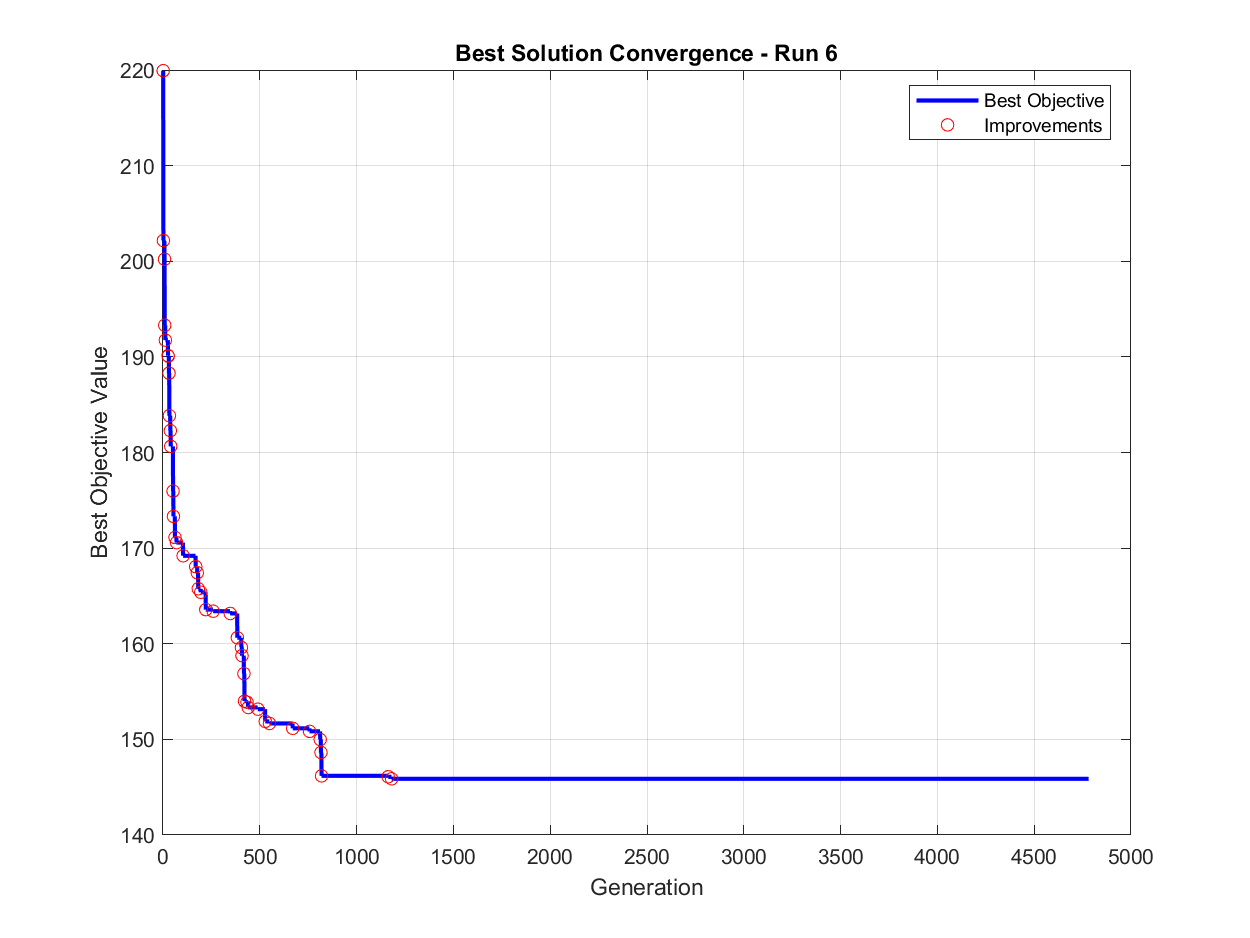 Best Solution Convergence - Run 6
Best Objective
Improvements
Best Objective Value
220
210
200
190
180
170
160
150
140
0 500 1000 1500 2000 2500 3000 3500 4000 4500 5000
Generation